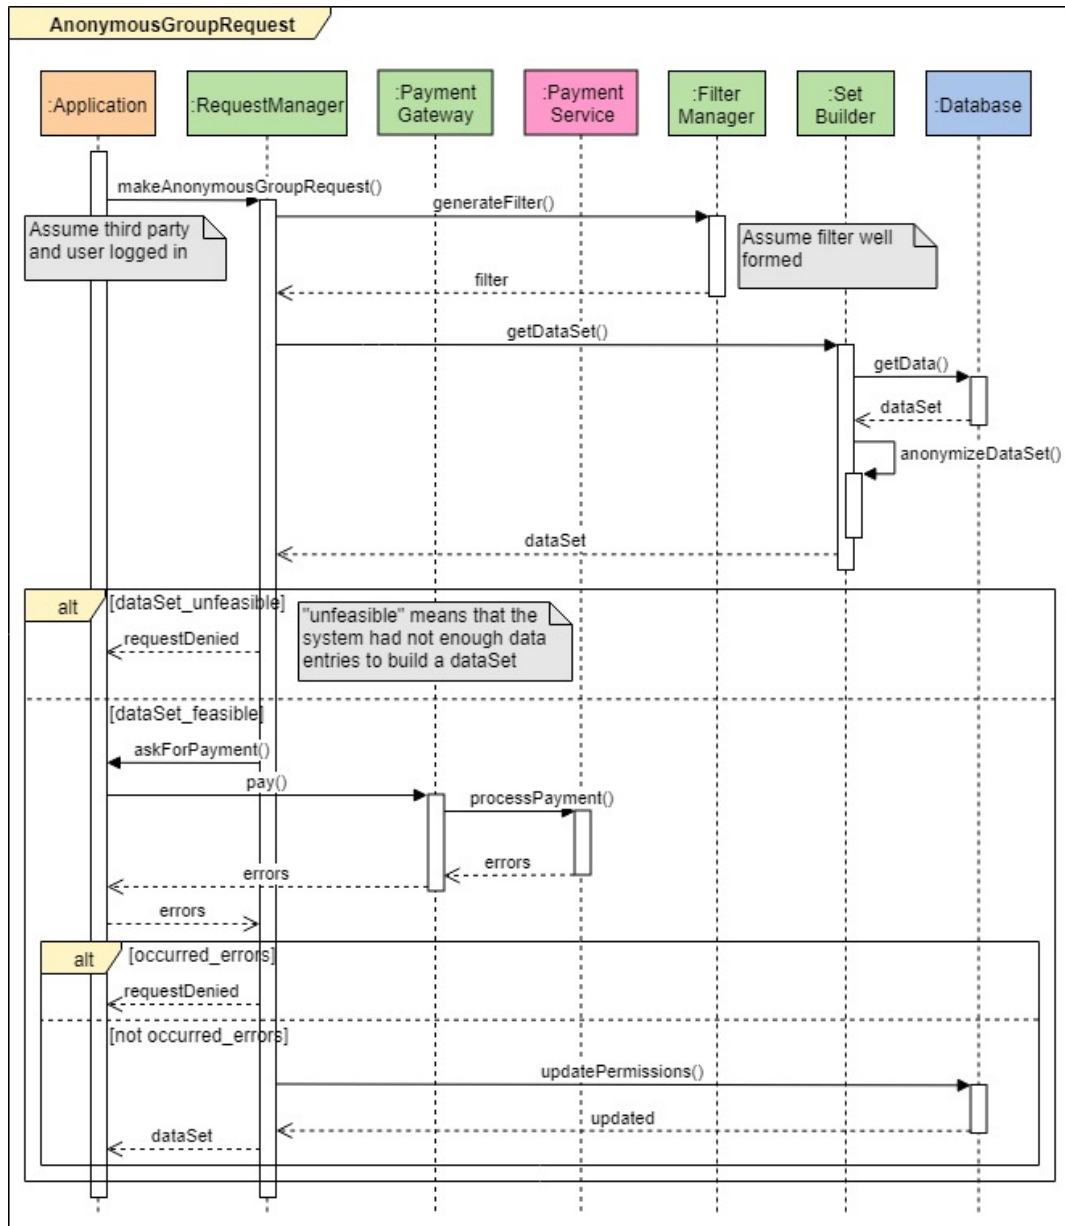 AnonymousGroupRequest
:Application
:RequestManager
:Payment
Gateway
:Payment
Service
:Filter
Manager
:Set
Builder
:Database
makeAnonymousGroupRequest()
generateFilter()
Assume third party
and user logged in
Assume filter well
formed
filter
getDataSet()
getData()
dataSet
anonymizeDataSet()
dataSet
alt
[dataSet_unfeasible]
"unfeasible" means that the
system had not enough data
entries to build a dataSet
requestDenied
[dataSet_feasible]
askForPayment()
pay()
processPayment()
errors
errors
errors
alt
[occurred_errors]
requestDenied
[not occurred_errors]
updatePermissions()
updated
dataSet